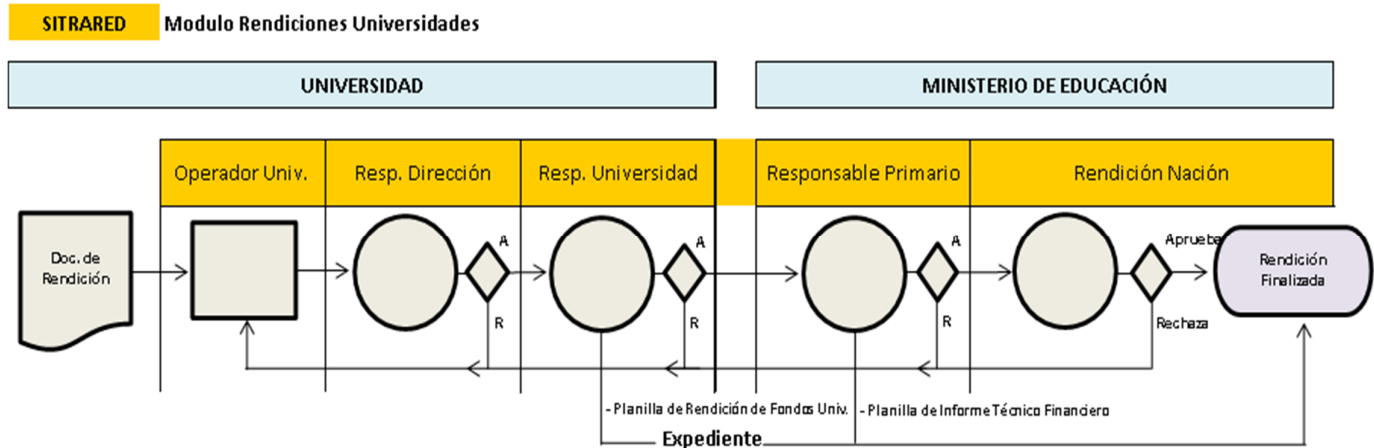 SITRARED Modulo Rendiciones Universidades
UNIVERSIDAD
MINISTERIO DE EDUCACIÓN
Operador Univ.
Resp. Dirección
Resp. Universidad
Responsable Primario
Rendición Nación
Doc. de
Rendición
A
R
A
R
A
R
Aprueba
Rechaza
Rendición
Finalizada
- Planilla de Rendición de Fondos Univ.
- Planilla de Informe Técnico Financiero
Expediente